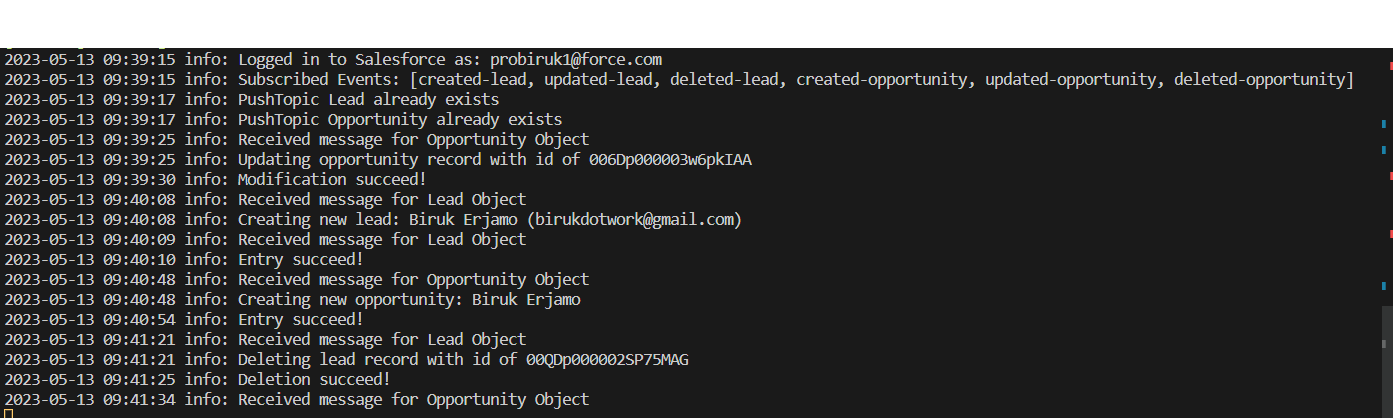 2023-05-13 09:39:15 info: Logged in to Salesforce as: probiruk1@force.com
2023-05-13 09:39:15 info: Subscribed Events: [created-lead, updated-lead, deleted-lead, created-opportunity, updated-opportunity, deleted-opportunity]
2023-05-13 09:39:17 info: PushTopic Lead already exists
2023-05-13 09:39:17 info: PushTopic Opportunity already exists
2023-05-13 09:39:25 info: Received message for Opportunity Object
2023-05-13 09:39:25 info: Updating opportunity record with id of 006Dp000003w6pkIAA
2023-05-13 09:39:30 info: Modification succeed!
2023-05-13 09:40:08 info: Received message for Lead Object
2023-05-13 09:40:08 info: Creating new lead: Biruk Erjamo (birukdotwork@gmail.com)
2023-05-13 09:40:09 info: Received message for Lead Object
2023-05-13 09:40:10 info: Entry succeed!
2023-05-13 09:40:48 info: Received message for Opportunity Object
2023-05-13 09:40:48 info: Creating new opportunity: Biruk Erjamo
2023-05-13 09:40:54 info: Entry succeed!
2023-05-13 09:41:21 info: Received message for Lead Object
2023-05-13 09:41:21 info: Deleting lead record with id of 00QDp000002SP75MAG
2023-05-13 09:41:25 info: Deletion succeed!
2023-05-13 09:41:34 info: Received message for Opportunity Object